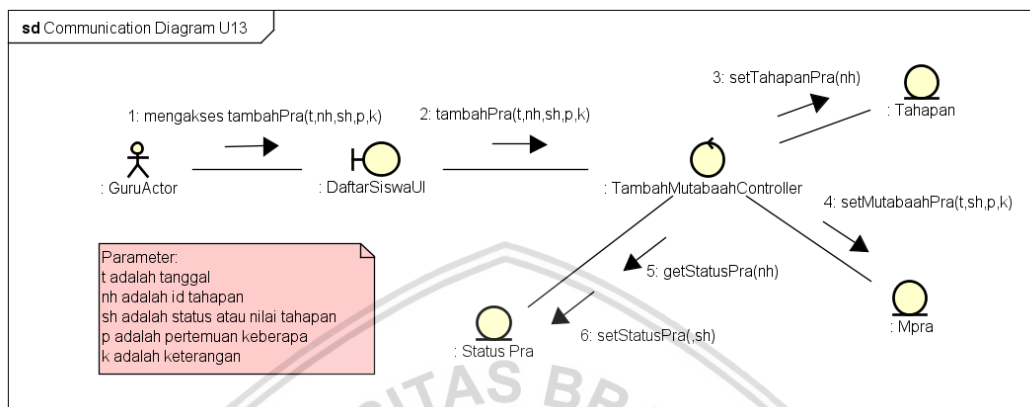 sd Communication Diagram U13
1: mengakses tambahPra(t,nh,sh,p,k)
2: tambahPra(t,nh,sh,p,k)
3: setTahapanPra(nh)
: Tahapan
: GuruActor
: DaftarSiswaUI
: TambahMutabaahController
4: setMutabaahPra(t,sh,p,k)
5: getStatusPra(nh)
: Mpra
6: setStatusPra(,sh)
: Status Pra
Parameter:
t adalah tanggal
nh adalah id tahapan
sh adalah status atau nilai tahapan
p adalah pertemuan keberapa
k adalah keterangan
ITAS BR